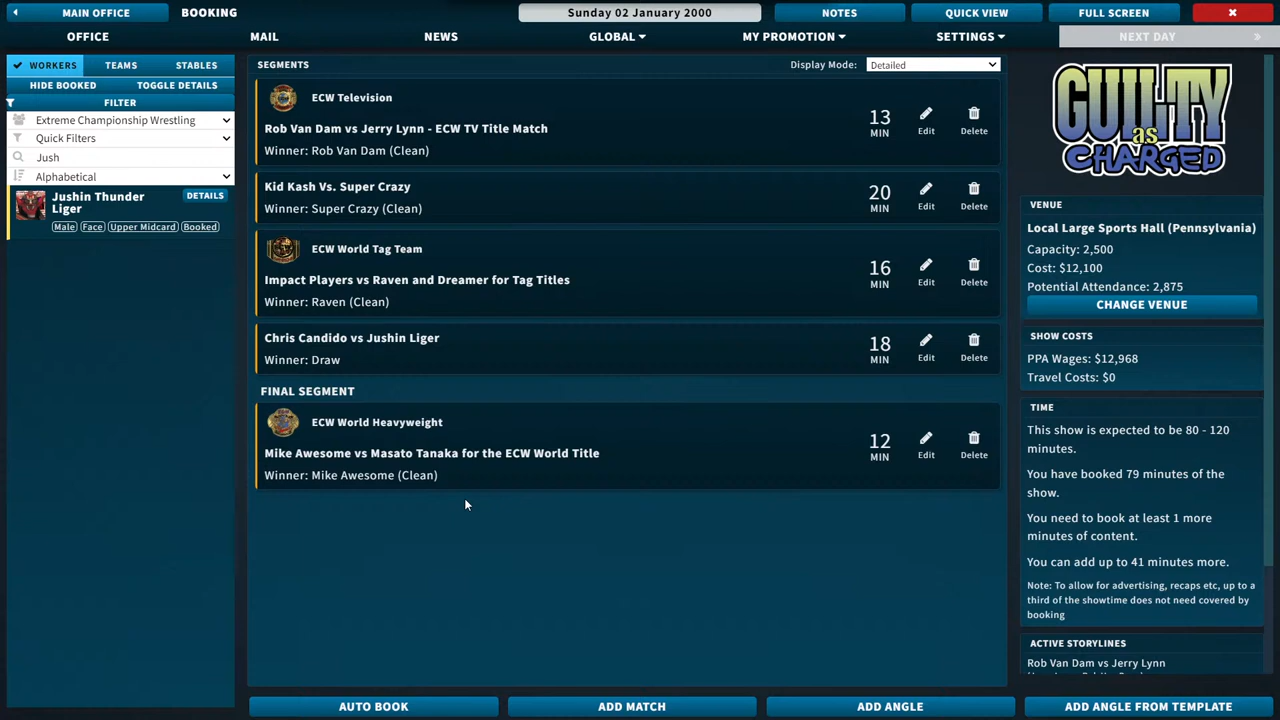 MAIN OFFICE
BOOKING
Sunday 02 January 2000
NOTES
QUICK VIEW
FULL SCREEN
OFFICE
MAIL
NEWS
GLOBAL
MY PROMOTION
SETTINGS
NEXT DAY
WORKERS
TEAMS
STABLES
HIDE BOOKED
TOGGLE DETAILS
FILTER
Extreme Championship Wrestling
Quick Filters
Jush
Alphabetical
Jushin Thunder
Liger
DETAILS
Male Face Upper Midcard Booked
SEGMENTS
Display Mode: Detailed
ECW Television
Rob Van Dam vs Jerry Lynn - ECW TV Title Match
Winner: Rob Van Dam (Clean)
13
MIN
Edit
Delete
Kid Kash Vs. Super Crazy
Winner: Super Crazy (Clean)
20
MIN
Edit
Delete
ECW World Tag Team
Impact Players vs Raven and Dreamer for Tag Titles
Winner: Raven (Clean)
16
MIN
Edit
Delete
Chris Candido vs Jushin Liger
Winner: Draw
18
MIN
Edit
Delete
FINAL SEGMENT
ECW World Heavyweight
Mike Awesome vs Masato Tanaka for the ECW World Title
Winner: Mike Awesome (Clean)
12
MIN
Edit
Delete
GUILTY
as
CHARGED
VENUE
Local Large Sports Hall (Pennsylvania)
Capacity: 2,500
Cost: $12,100
Potential Attendance: 2,875
CHANGE VENUE
SHOW COSTS
PPA Wages: $12,968
Travel Costs: $0
TIME
This show is expected to be 80 - 120
minutes.
You have booked 79 minutes of the
show.
You need to book at least 1 more
minutes of content.
You can add up to 41 minutes more.
Note: To allow for advertising, recaps etc, up to a
third of the showtime does not need covered by
booking
ACTIVE STORYLINES
Rob Van Dam vs Jerry Lynn
AUTO BOOK
ADD MATCH
ADD ANGLE
ADD ANGLE FROM TEMPLATE